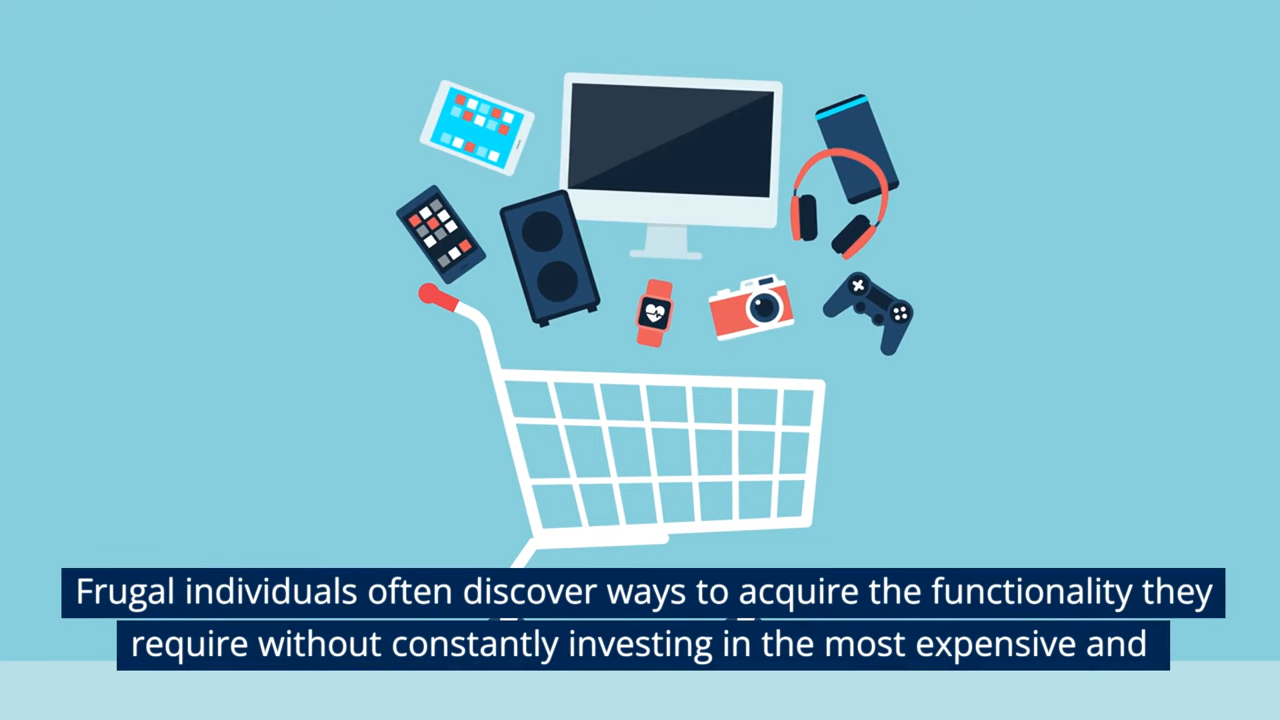 Frugal individuals often discover ways to acquire the functionality they
require without constantly investing in the most expensive and